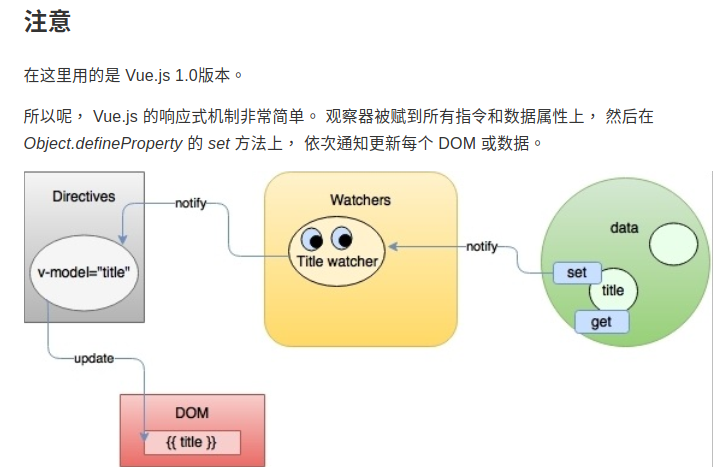 注意
在这里用的是 Vue.js 1.0版本。
所以呢， Vue.js 的响应式机制非常简单。 观察器被赋到所有指令和数据属性上， 然后在
Object.defineProperty 的 set 方法上， 依次通知更新每个 DOM 或数据。
Directives
notify
Watchers
data
v-model="title"
Title watcher
notify
set
title
get
update
DOM
{{ title }}